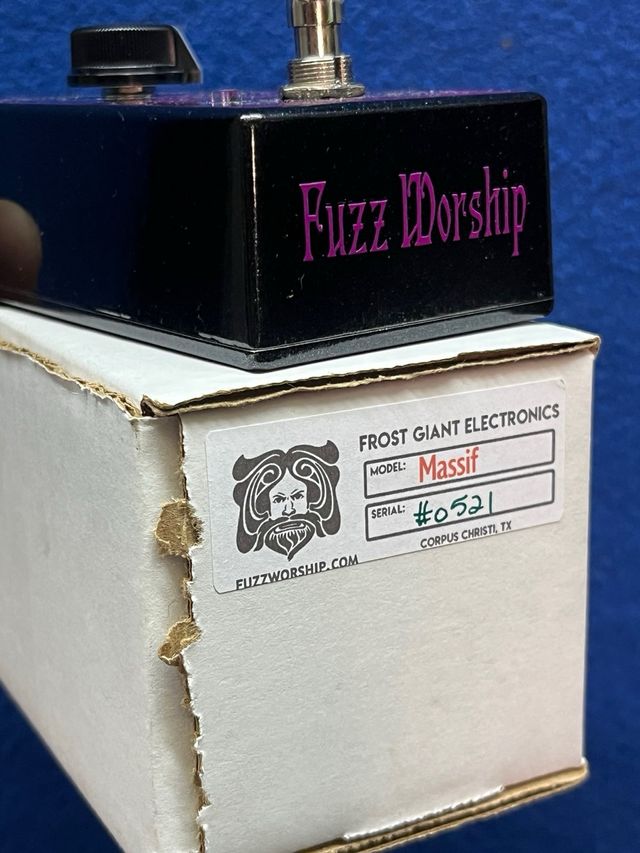 Fuzz Worship
FROST GIANT ELECTRONICS
MODEL: Massif
SERIAL: #0521
CORPUS CHRISTI, TX
FUZZWORSHIP.COM